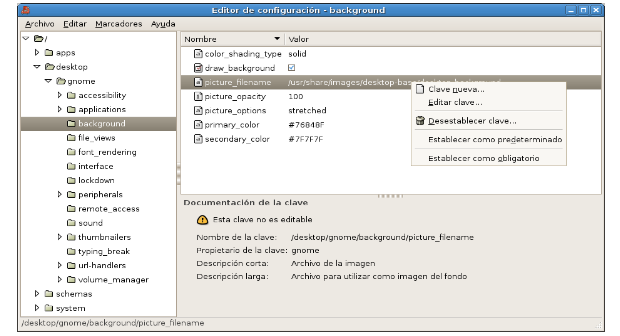 Editor de configuración - background
Archivo Editar Marcadores Ayuda
/
apps
desktop
gnome
accessibility
applications
background
file_views
font_rendering
interface
lockdown
peripherals
remote_access
sound
thumbnailers
typing_break
url-handlers
volume_manager
schemas
system
Nombre Valor
color_shading_type solid
draw_background
picture_filename /usr/share/images/desktop-base/desktop-background
picture_opacity 100
picture_options stretched
primary_color #76848F
secondary_color #7F7F7F
Clave nueva...
Editar clave...
Desestablecer clave...
Establecer como predeterminado
Establecer como obligatorio
Documentación de la clave
Esta clave no es editable
Nombre de la clave: /desktop/gnome/background/picture_filename
Propietario de la clave: gnome
Descripción corta: Archivo de la imagen
Descripción larga: Archivo para utilizar como imagen del fondo
/desktop/gnome/background/picture_filename